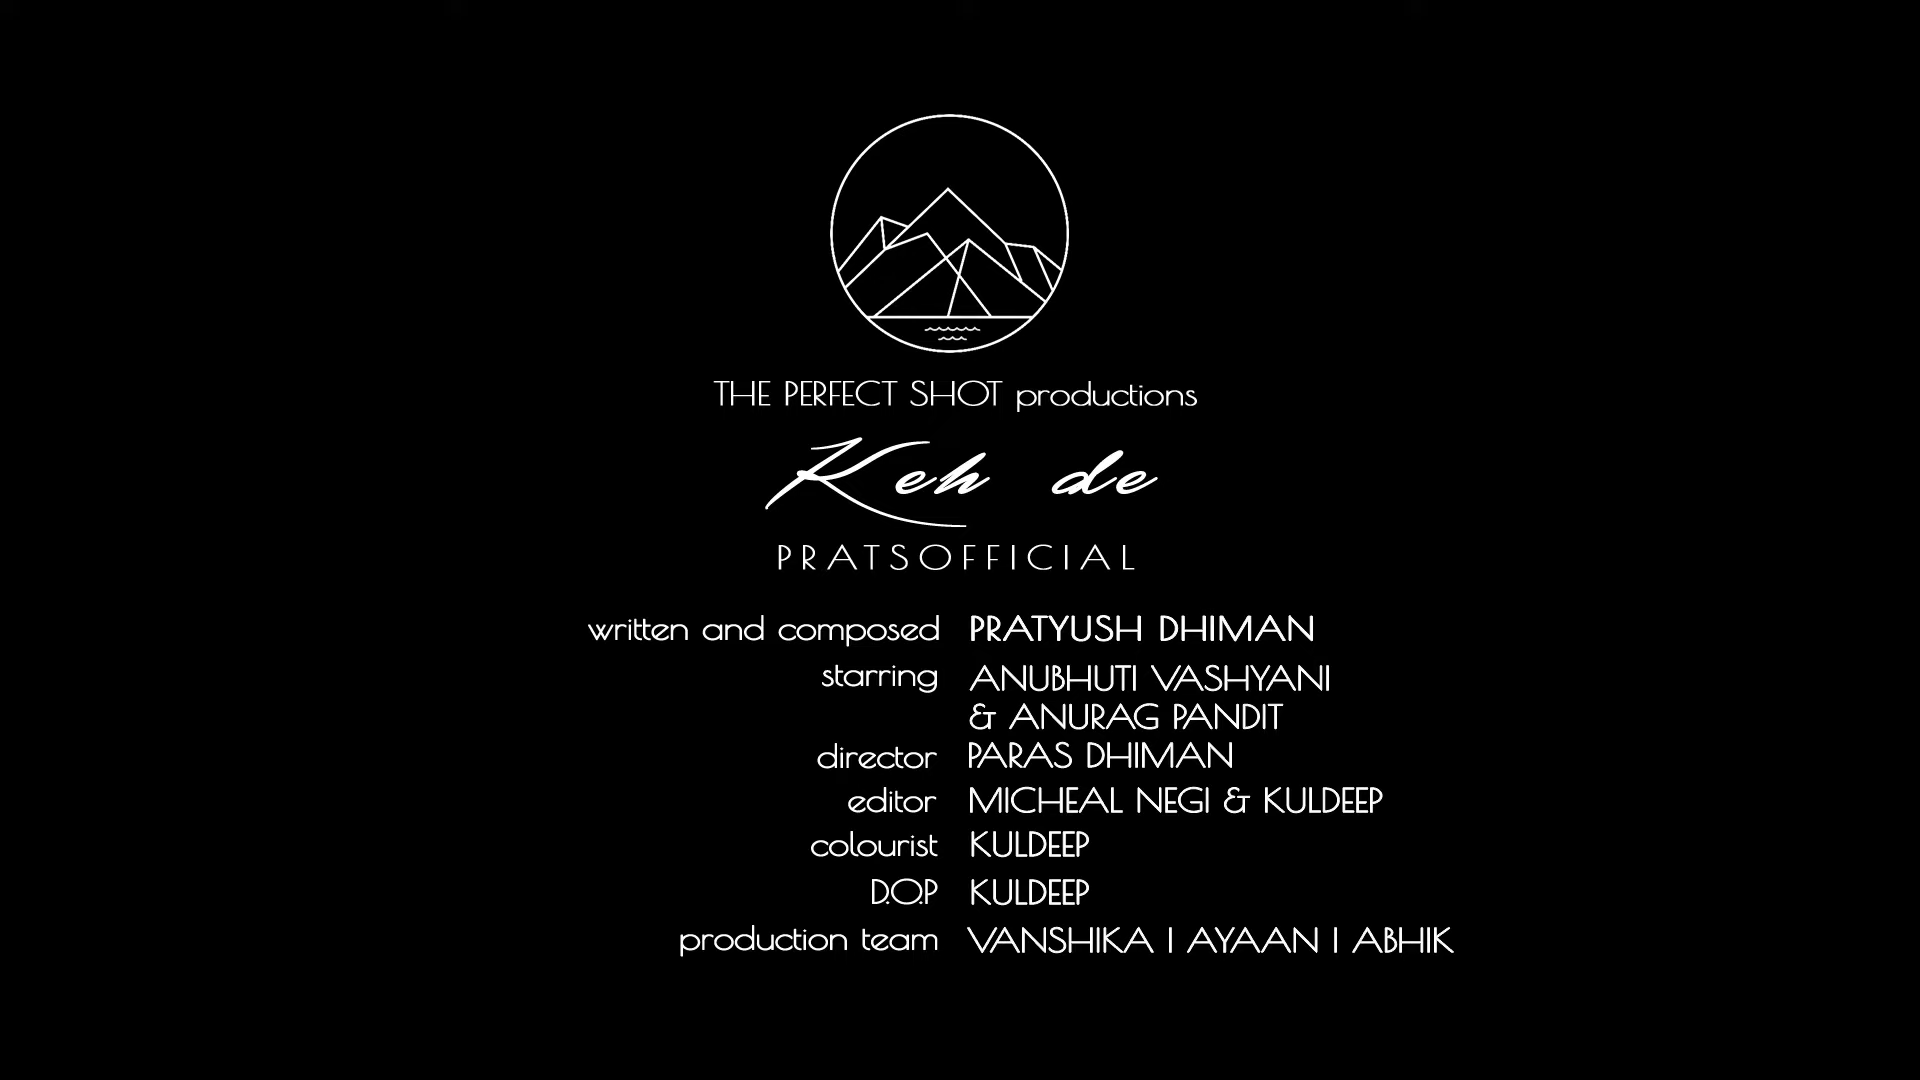 THE PERFECT SHOT productions
Keh de
PRATSOFFICIAL
written and composed PRATYUSH DHIMAN
starring ANUBHUTI VASHYANI
& ANURAG PANDIT
director PARAS DHIMAN
editor MICHEAL NEGI & KULDEEP
colourist KULDEEP
D.O.P KULDEEP
production team VANSHIKA | AYAAN | ABHIK